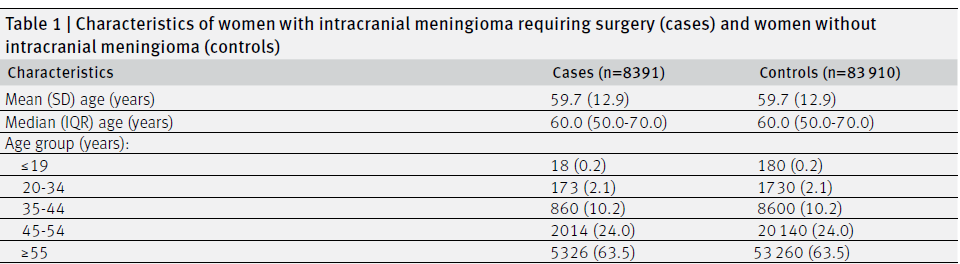 Table 1 | Characteristics of women with intracranial meningioma requiring surgery (cases) and women without
intracranial meningioma (controls)
Characteristics Cases (n=8391) Controls (n=83 910)
Mean (SD) age (years) 59.7 (12.9) 59.7 (12.9)
Median (IQR) age (years) 60.0 (50.0-70.0) 60.0 (50.0-70.0)
Age group (years):
≤19 18 (0.2) 180 (0.2)
20-34 173 (2.1) 1730 (2.1)
35-44 860 (10.2) 8600 (10.2)
45-54 2014 (24.0) 20 140 (24.0)
≥55 5326 (63.5) 53 260 (63.5)